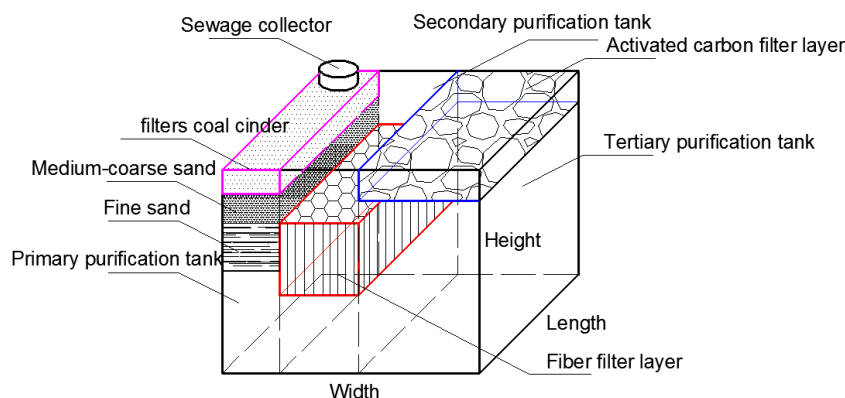 Sewage collector
Secondary purification tank
Activated carbon filter layer
filters coal cinder
Tertiary purification tank
Medium-coarse sand
Fine sand
Height
Primary purification tank
Length
Fiber filter layer
Width